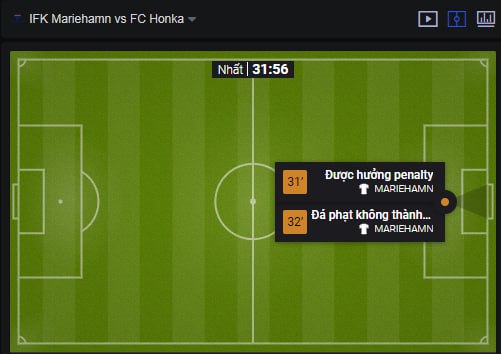 IFK Mariehamn vs FC Honka
Nhất 31:56
31' Được hưởng penalty
MARIEHAMN
32' Đá phạt không thành...
MARIEHAMN